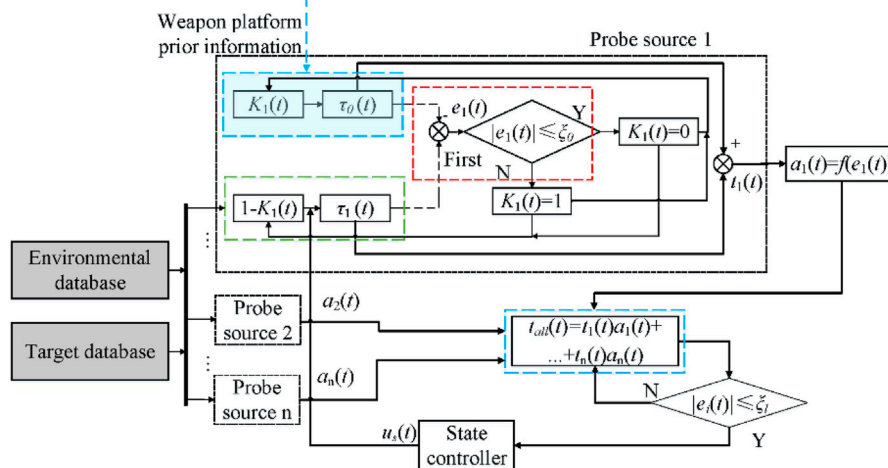 Weapon platform
prior information
Probe source 1
K₁(t)
τ₀(t)
- e₁(t)
|e₁(t)|≤ξ₀
Y
K₁(t)=0
+
First
N
t₁(t)
a₁(t)=f(e₁(t)
K₁(t)=1
1-K₁(t)
τ₁(t)
⋮
Environmental
database
Target database
Probe
source 2
a₂(t)
⋮
Probe
source n
aₙ(t)
t_all(t)=t₁(t)a₁(t)+
...+tₙ(t)aₙ(t)
N
|eᵢ(t)|≤ξ₁
Y
uₛ(t)
State
controller